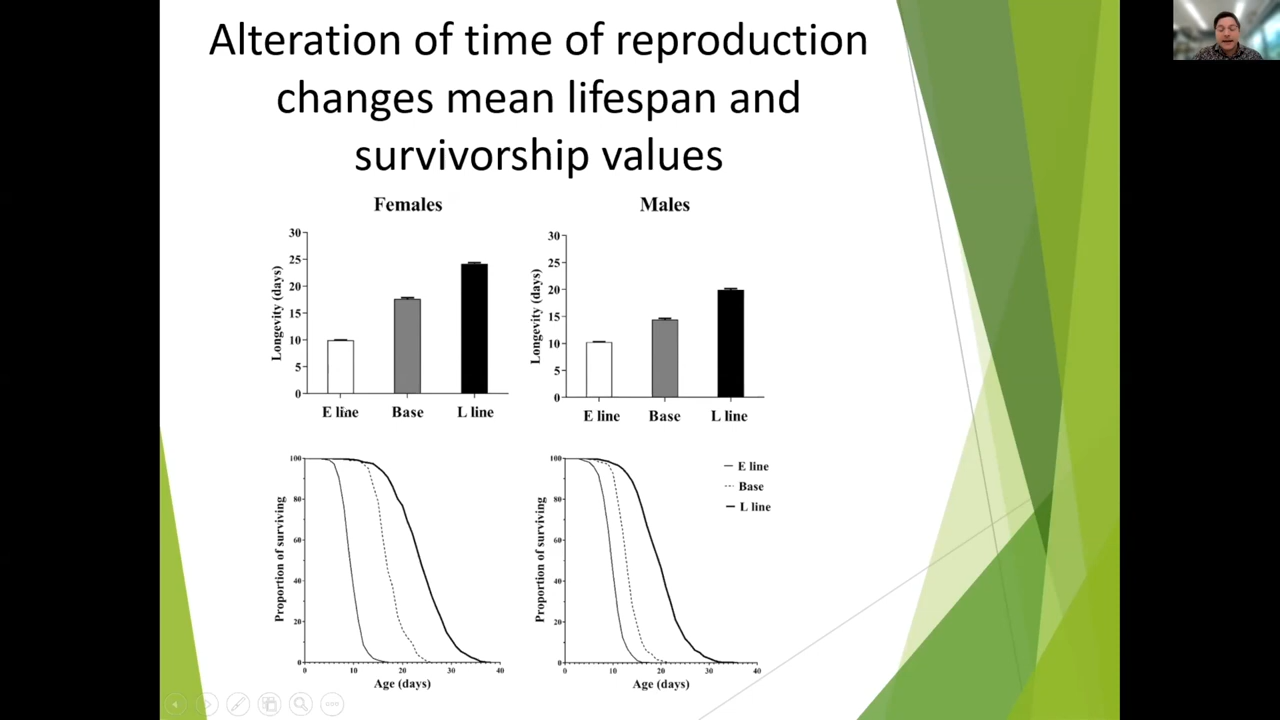 Alteration of time of reproduction
changes mean lifespan and
survivorship values
Females
Longevity (days)
30
25
20
15
10
5
0
E line
Base
L line
Males
Longevity (days)
30
25
20
15
10
5
0
E line
Base
L line
Proportion of surviving
100
80
60
40
20
0
0
10
20
30
40
Age (days)
Proportion of surviving
100
80
60
40
20
0
0
10
20
30
40
Age (days)
E line
Base
L line